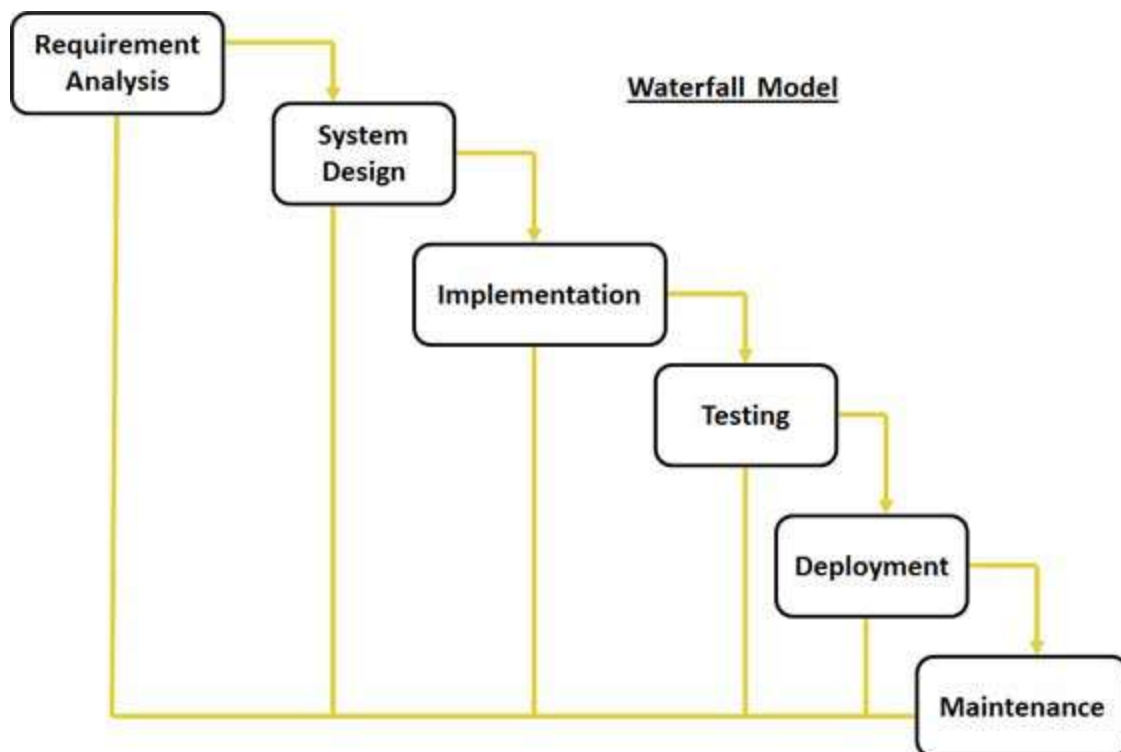 Requirement
Analysis
Waterfall Model
System
Design
Implementation
Testing
Deployment
Maintenance